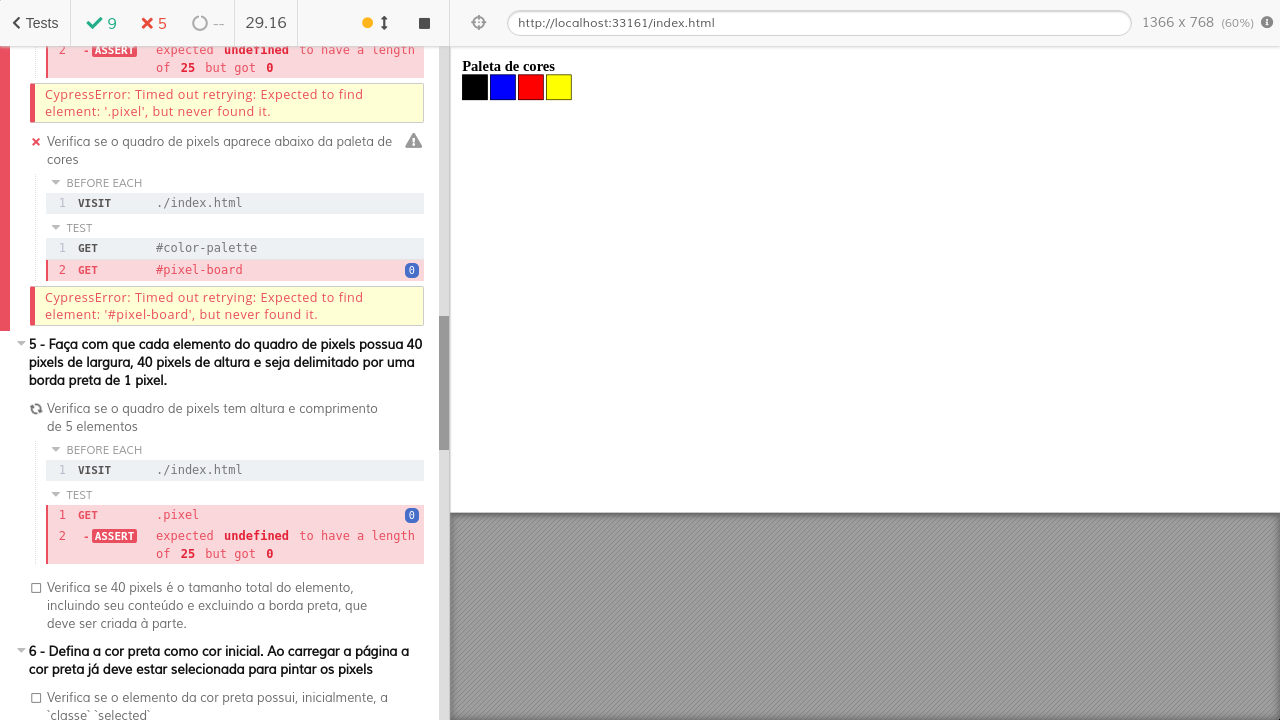 Tests
9
5
--
29.16
http://localhost:33161/index.html
1366 x 768 (60%)
2 - ASSERT expected undefined to have a length
of 25 but got 0
CypressError: Timed out retrying: Expected to find
element: '.pixel', but never found it.
Verifica se o quadro de pixels aparece abaixo da paleta de
cores
BEFORE EACH
1 VISIT ./index.html
TEST
1 GET #color-palette
2 GET #pixel-board 0
CypressError: Timed out retrying: Expected to find
element: '#pixel-board', but never found it.
5 - Faça com que cada elemento do quadro de pixels possua 40
pixels de largura, 40 pixels de altura e seja delimitado por uma
borda preta de 1 pixel.
Verifica se o quadro de pixels tem altura e comprimento
de 5 elementos
BEFORE EACH
1 VISIT ./index.html
TEST
1 GET .pixel 0
2 - ASSERT expected undefined to have a length
of 25 but got 0
Verifica se 40 pixels é o tamanho total do elemento,
incluindo seu conteúdo e excluindo a borda preta, que
deve ser criada à parte.
6 - Defina a cor preta como cor inicial. Ao carregar a página a
cor preta já deve estar selecionada para pintar os pixels
Verifica se o elemento da cor preta possui, inicialmente, a
`classe` `selected`
Paleta de cores